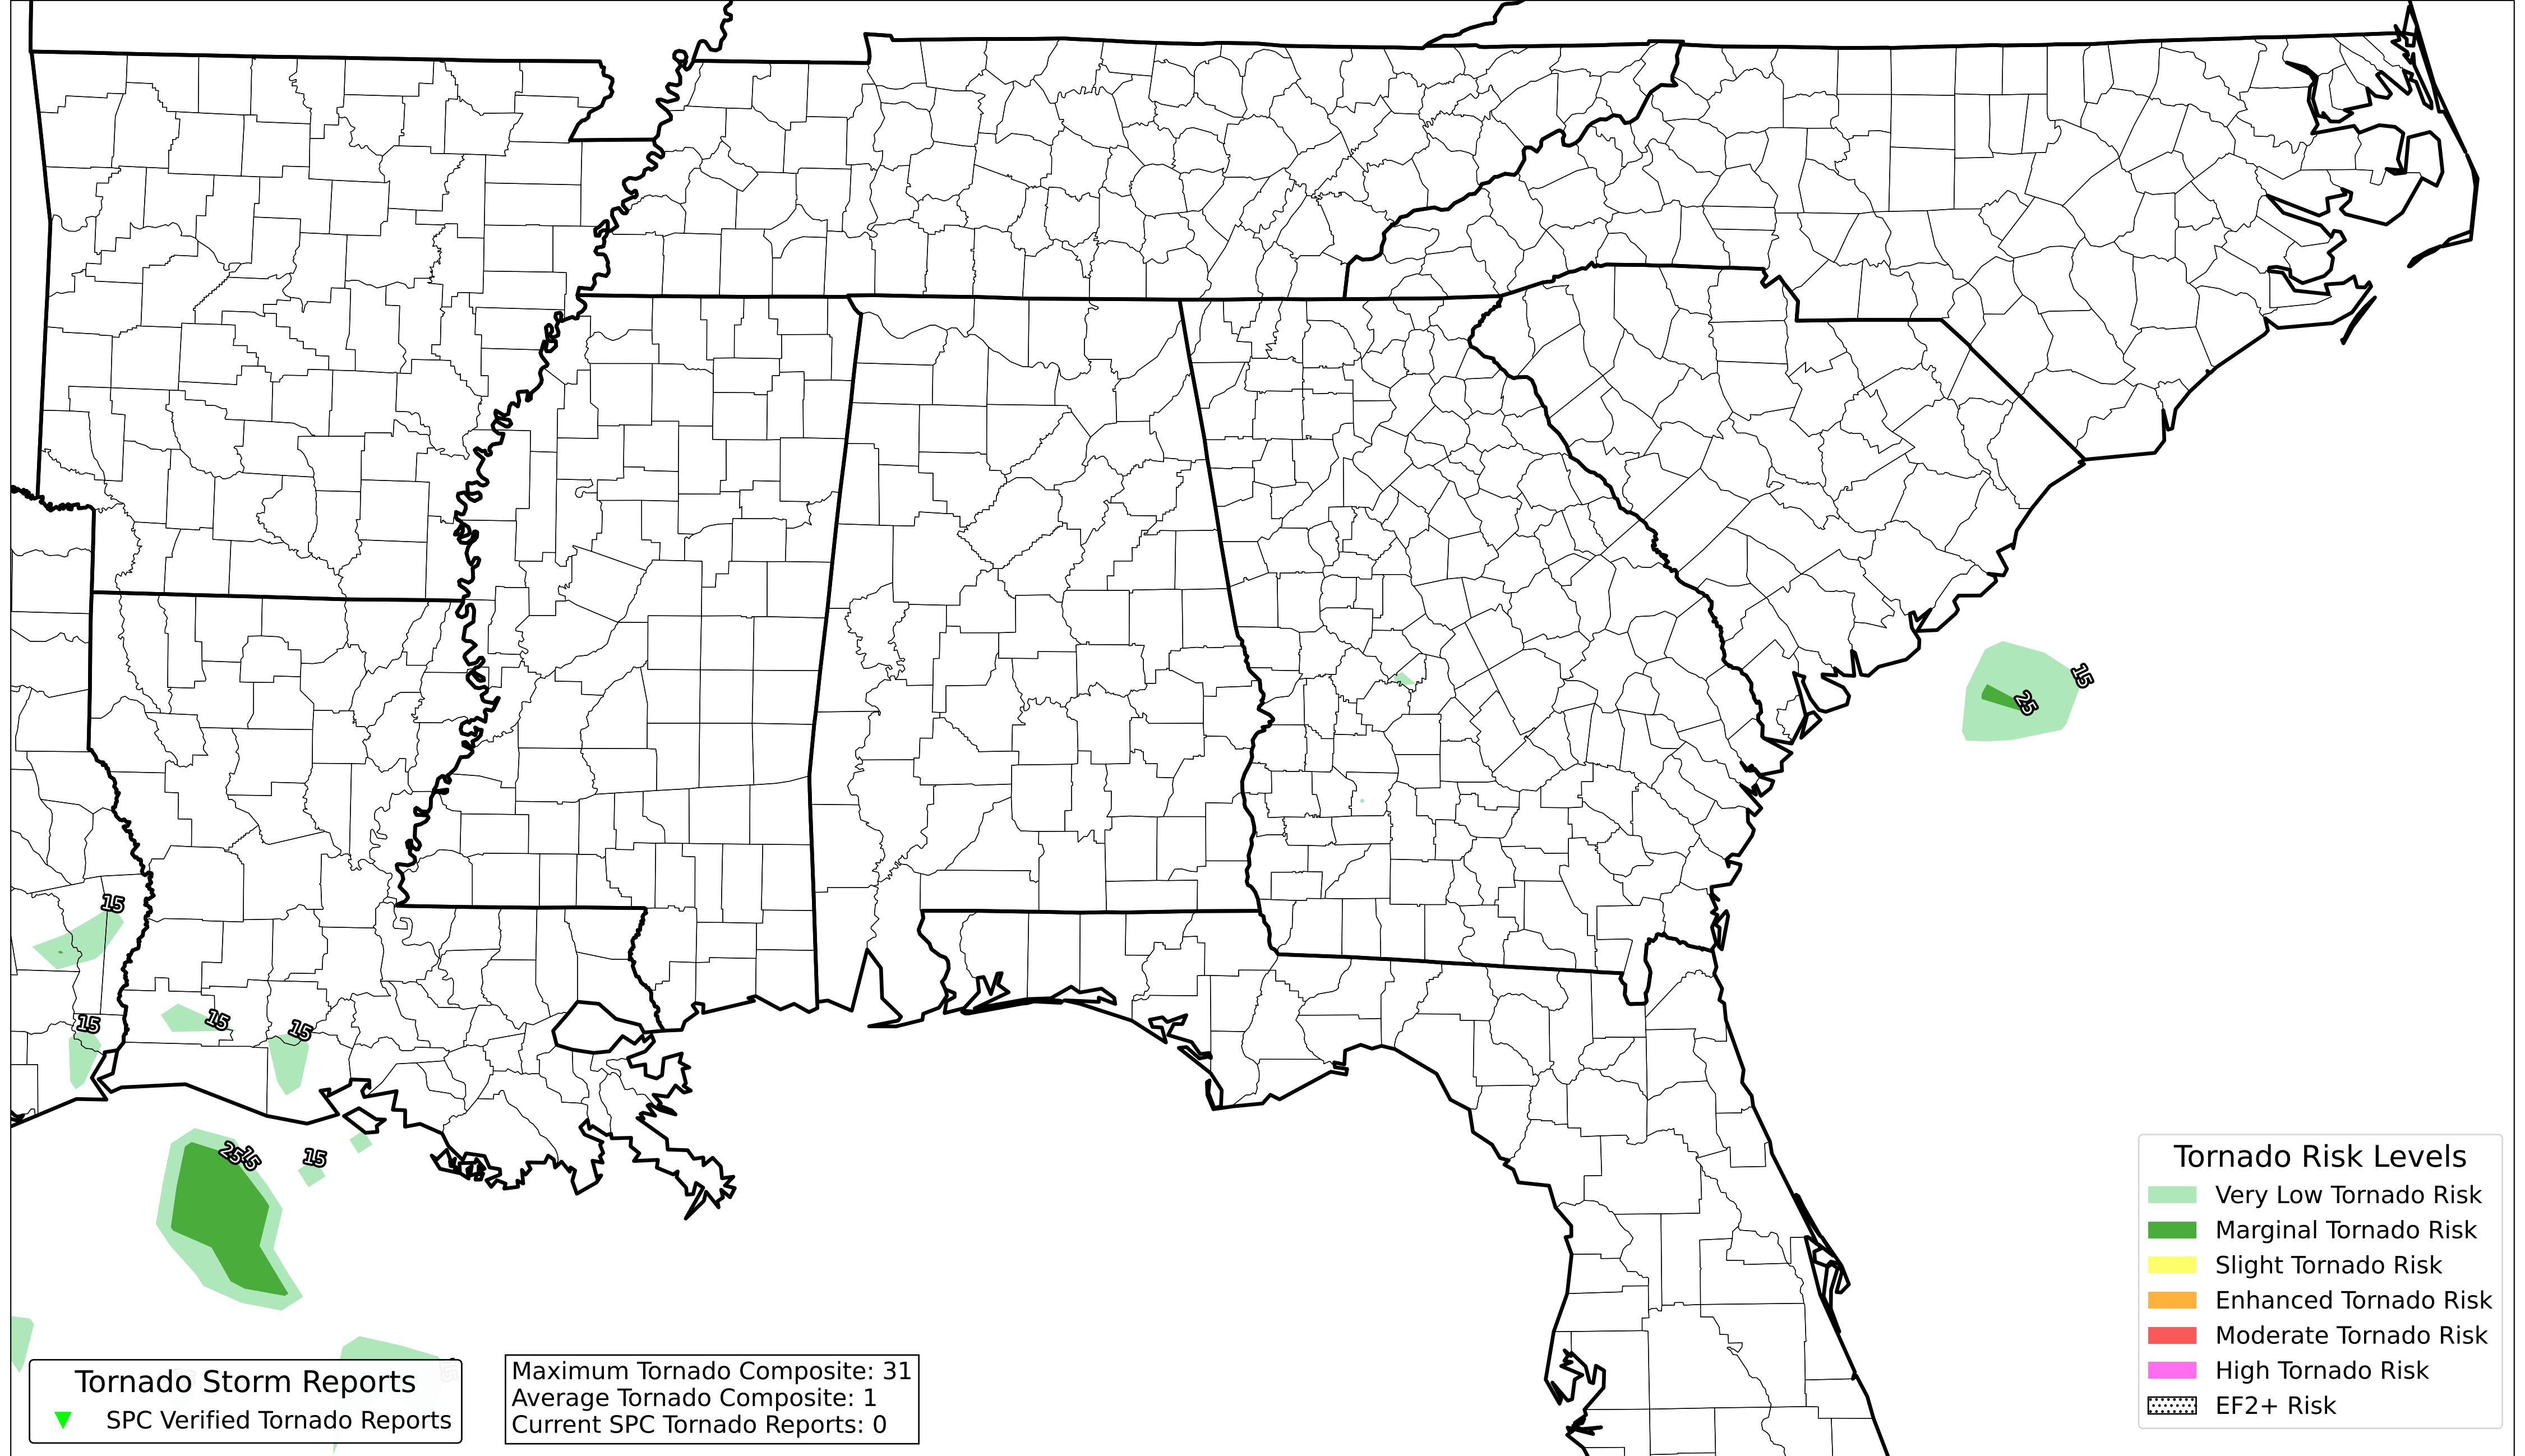 15
25
15
15
15
15
25
15
15
Tornado Risk Levels
Very Low Tornado Risk
Marginal Tornado Risk
Slight Tornado Risk
Enhanced Tornado Risk
Moderate Tornado Risk
High Tornado Risk
EF2+ Risk
Tornado Storm Reports
SPC Verified Tornado Reports
Maximum Tornado Composite: 31
Average Tornado Composite: 1
Current SPC Tornado Reports: 0